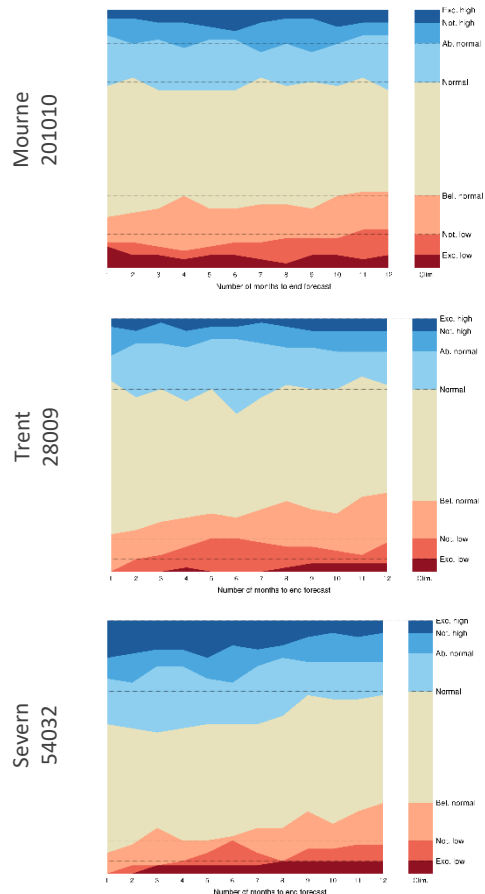 Mourne
201010
Exc. high
Not. high
Ab. normal
Normal
Bel. normal
Not. low
Exc. low
1 2 3 4 5 6 7 8 9 10 11 12 Clim.
Number of months to end forecast
Trent
28009
Exc. high
Not. high
Ab. normal
Normal
Bel. normal
Not. low
Exc. low
1 2 3 4 5 6 7 8 9 10 11 12 Clim.
Number of months to end forecast
Severn
54032
Exc. high
Not. high
Ab. normal
Normal
Bel. normal
Not. low
Exc. low
1 2 3 4 5 6 7 8 9 10 11 12 Clim.
Number of months to end forecast